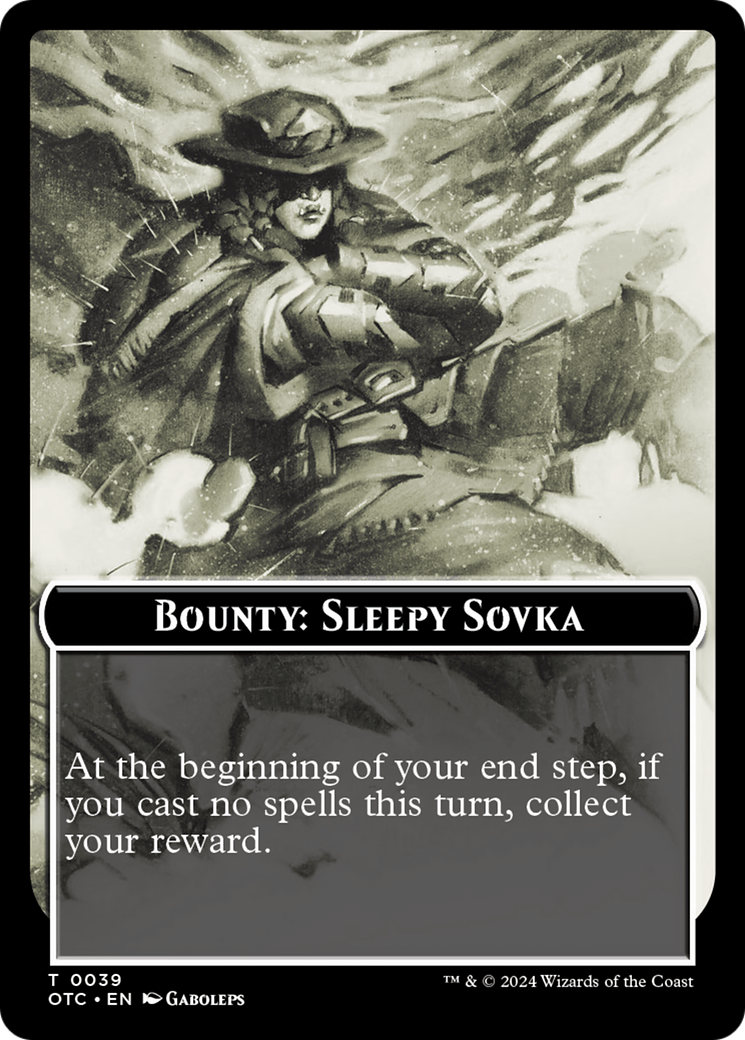 Bounty: Sleepy Sovka
At the beginning of your end step, if
you cast no spells this turn, collect
your reward.
T 0039
OTC • EN Gaboleps
™ & © 2024 Wizards of the Coast